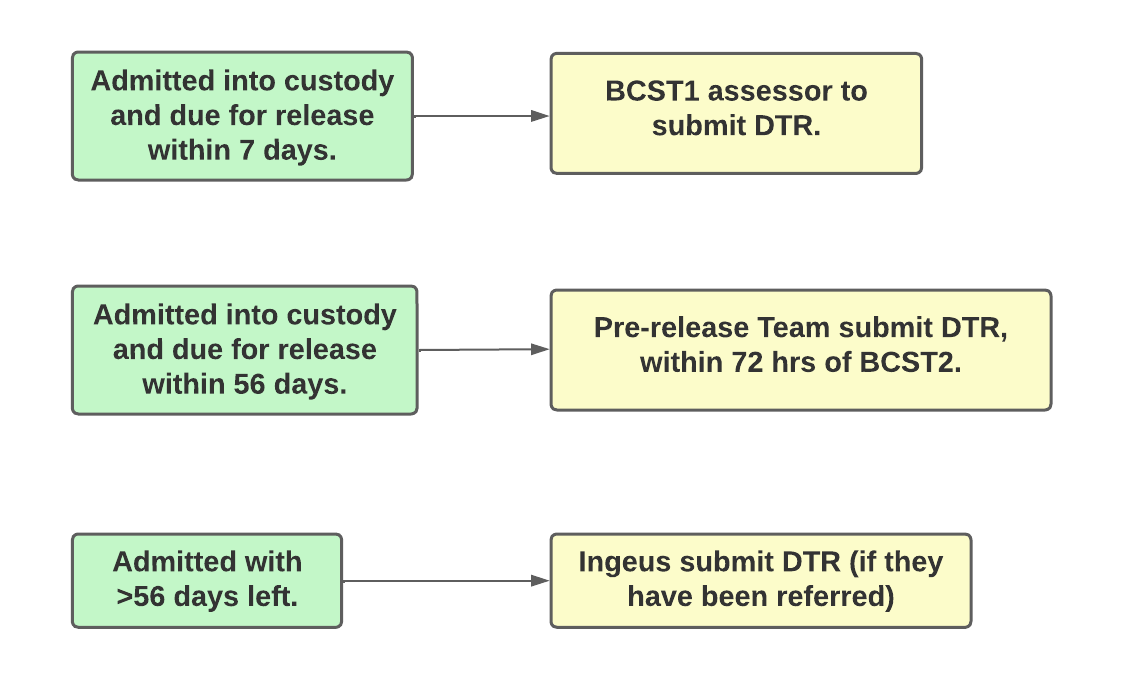 Admitted into custody
and due for release
within 7 days.
BCST1 assessor to
submit DTR.
Admitted into custody
and due for release
within 56 days.
Pre-release Team submit DTR,
within 72 hrs of BCST2.
Admitted with
>56 days left.
Ingeus submit DTR (if they
have been referred)